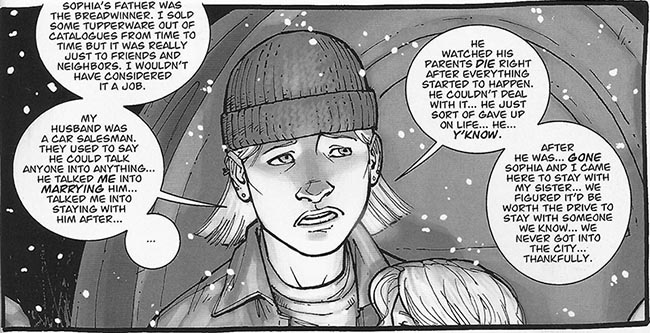 SOPHIA'S FATHER WAS
THE BREADWINNER. I SOLD
SOME TUPPERWARE OUT OF
CATALOGUES FROM TIME TO
TIME BUT IT WAS REALLY
JUST TO FRIENDS AND
NEIGHBORS. I WOULDN'T
HAVE CONSIDERED
IT A JOB.
MY
HUSBAND WAS
A CAR SALESMAN.
THEY USED TO SAY
HE COULD TALK
ANYONE INTO ANYTHING...
HE TALKED ME INTO
MARRYING HIM...
TALKED ME INTO
STAYING WITH
HIM AFTER...
...
HE
WATCHED HIS
PARENTS DIE RIGHT
AFTER EVERYTHING
STARTED TO HAPPEN.
HE COULDN'T DEAL
WITH IT... HE JUST
SORT OF GAVE UP
ON LIFE... HE...
Y'KNOW.
AFTER
HE WAS... GONE
SOPHIA AND I CAME
HERE TO STAY WITH
MY SISTER... WE
FIGURED IT'D BE
WORTH THE DRIVE TO
STAY WITH SOMEONE
WE KNOW... WE
NEVER GOT INTO
THE CITY...
THANKFULLY.